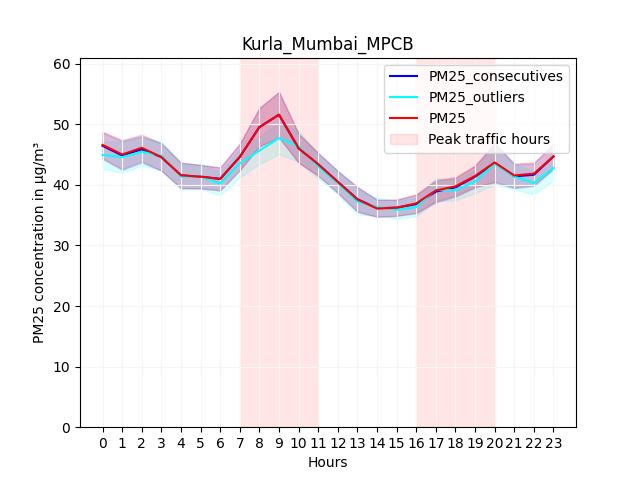 Kurla_Mumbai_MPCB
PM25 concentration in µg/m³
60
50
40
30
20
10
0
PM25_consecutives
PM25_outliers
PM25
Peak traffic hours
0 1 2 3 4 5 6 7 8 9 10 11 12 13 14 15 16 17 18 19 20 21 22 23
Hours